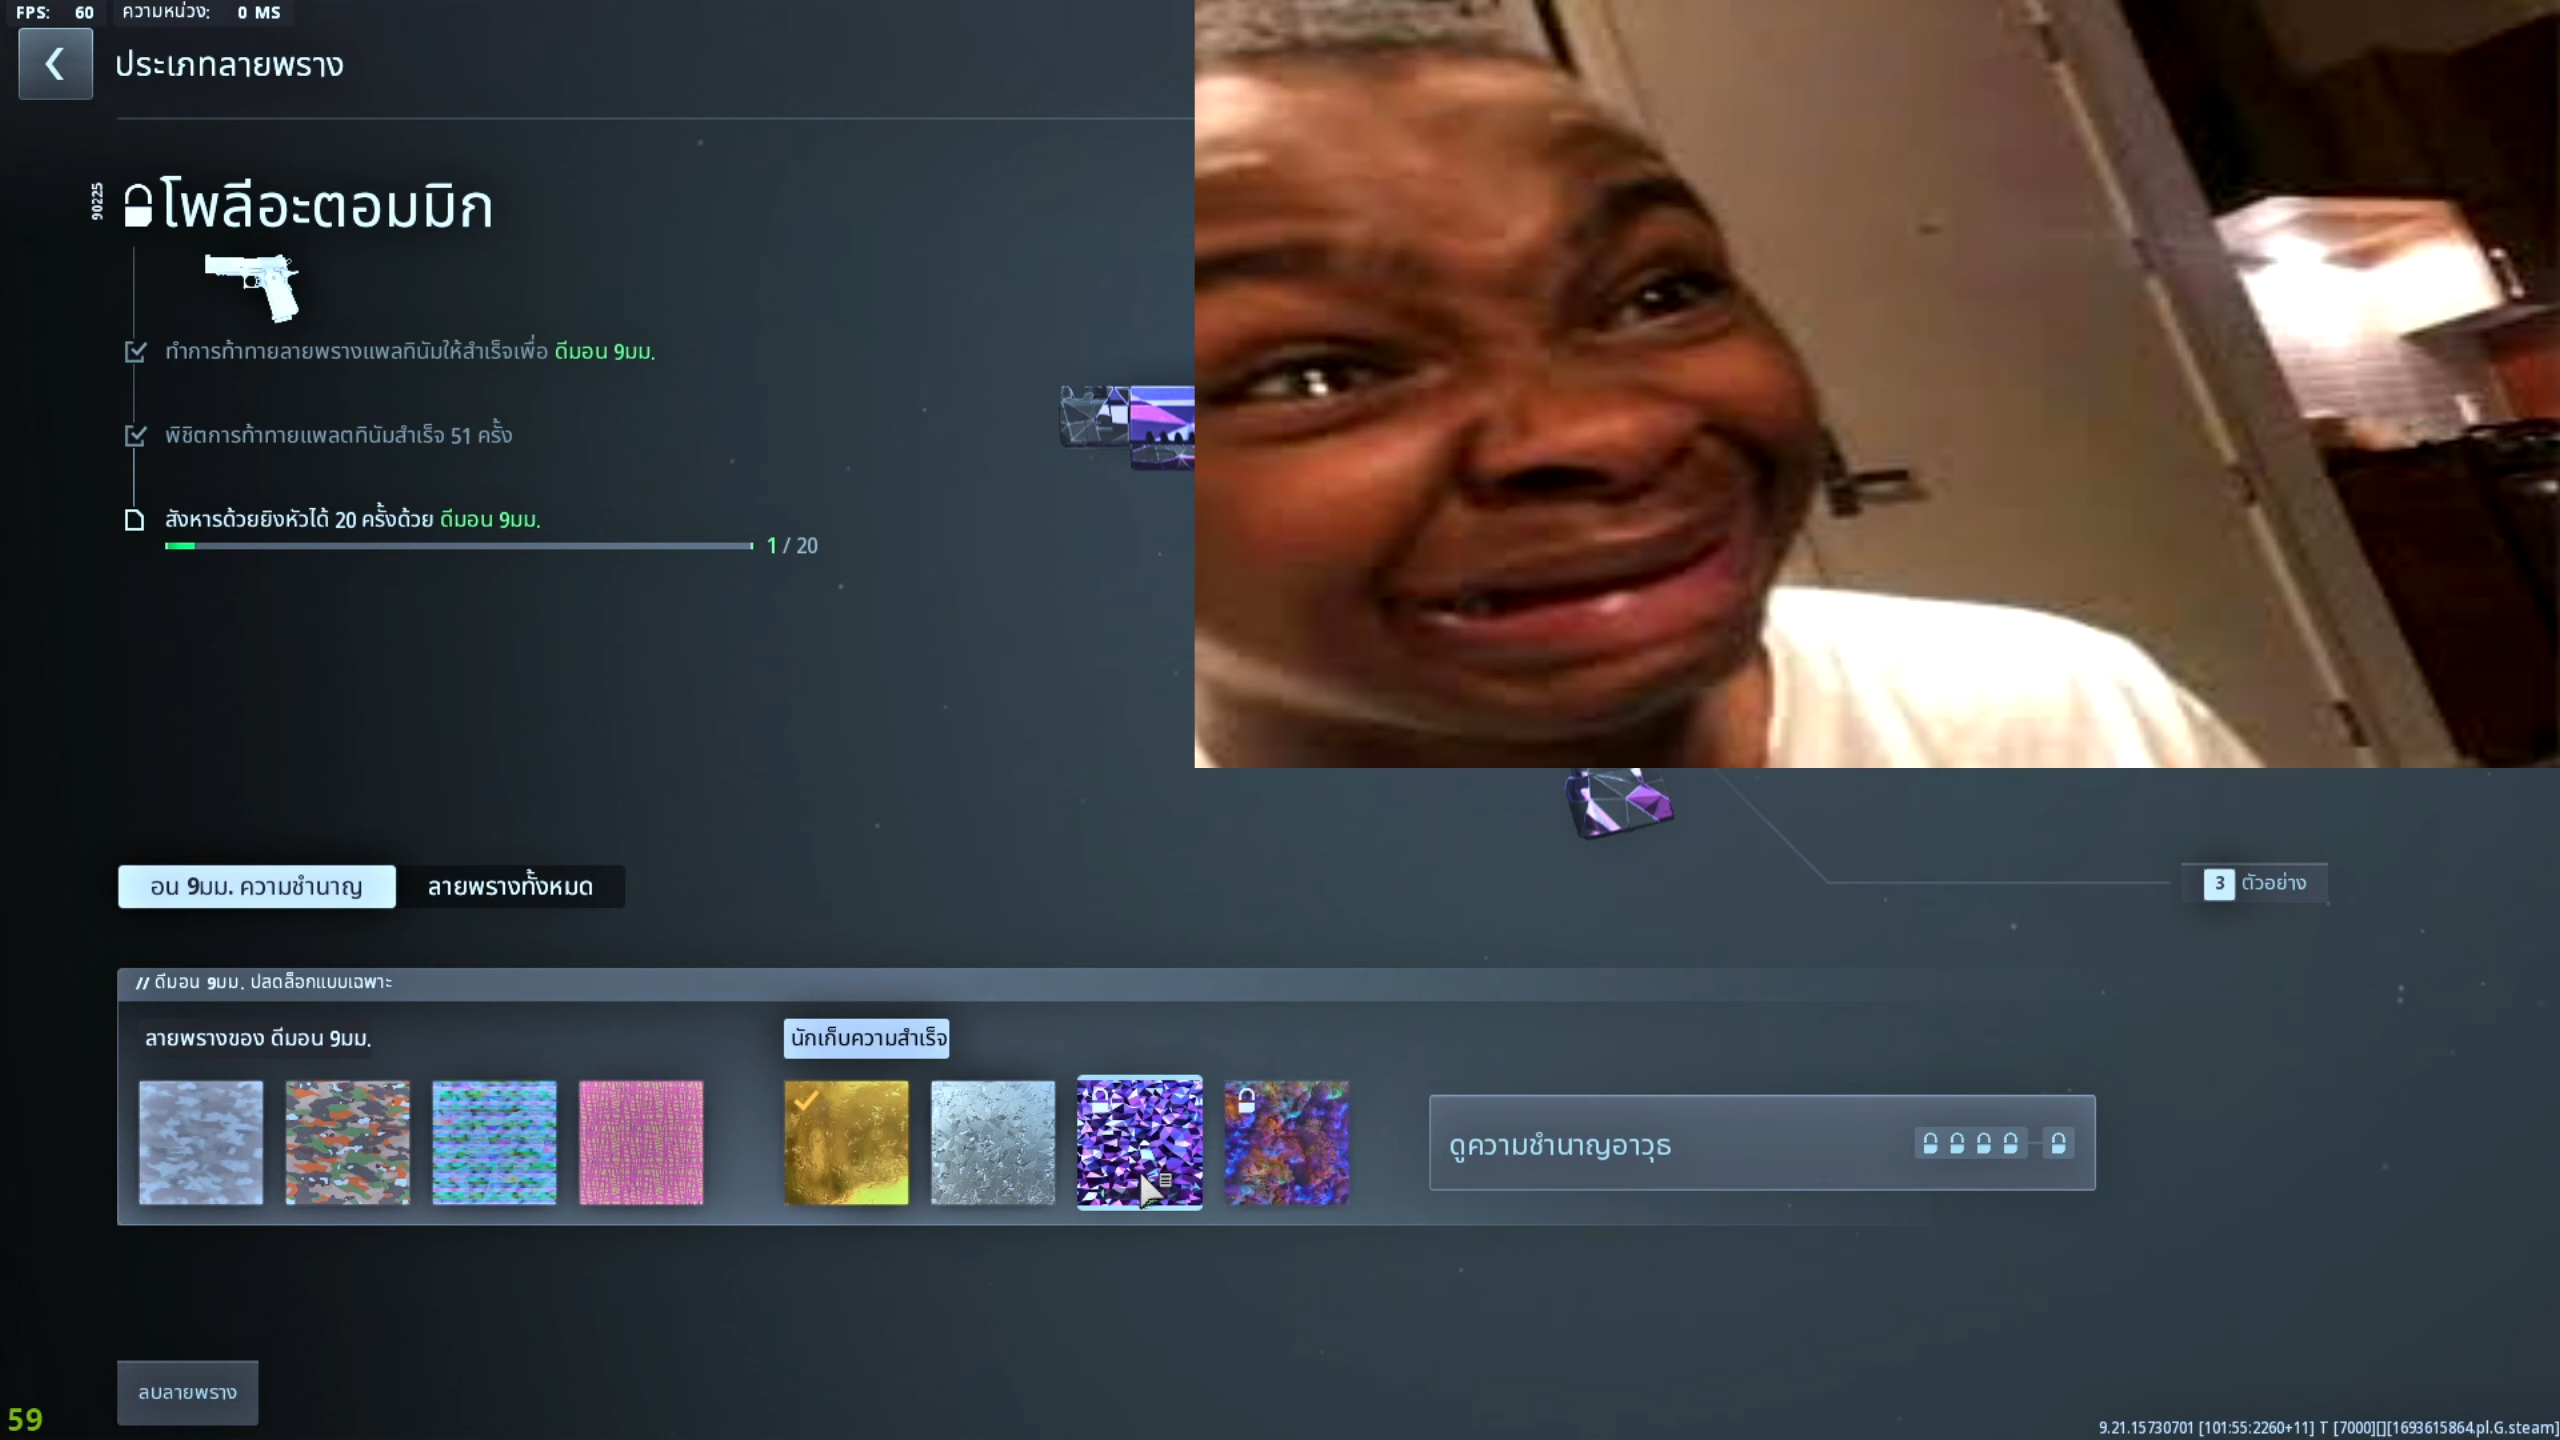 FPS: 60 ความหน่วง: 0 MS
ประเภทลายพราง
90225
โพลีอะตอมมิก
ทำการท้าทายลายพรางแพลทินัมให้สำเร็จเพื่อ ดีมอน 9มม.
พิชิตการท้าทายแพลตทินัมสำเร็จ 51 ครั้ง
สังหารด้วยยิงหัวได้ 20 ครั้งด้วย ดีมอน 9มม.
1 / 20
อน 9มม. ความชำนาญ ลายพรางทั้งหมด
3 ตัวอย่าง
// ดีมอน 9มม. ปลดล็อกแบบเฉพาะ
ลายพรางของ ดีมอน 9มม. นักเก็บความสำเร็จ
ดูความชำนาญอาวุธ
ลบลายพราง
59
9.21.15730701 [101:55:2260+11] T [7000][][1693615864.pl.G.steam]